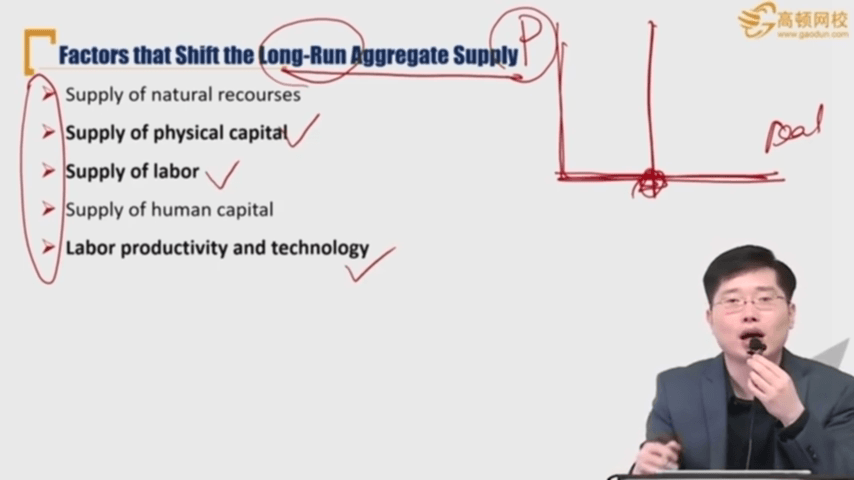 高顿网校
www.gaodun.com
Factors that Shift the Long-Run Aggregate Supply
P
Supply of natural recourses
Supply of physical capital
Supply of labor
Supply of human capital
Labor productivity and technology